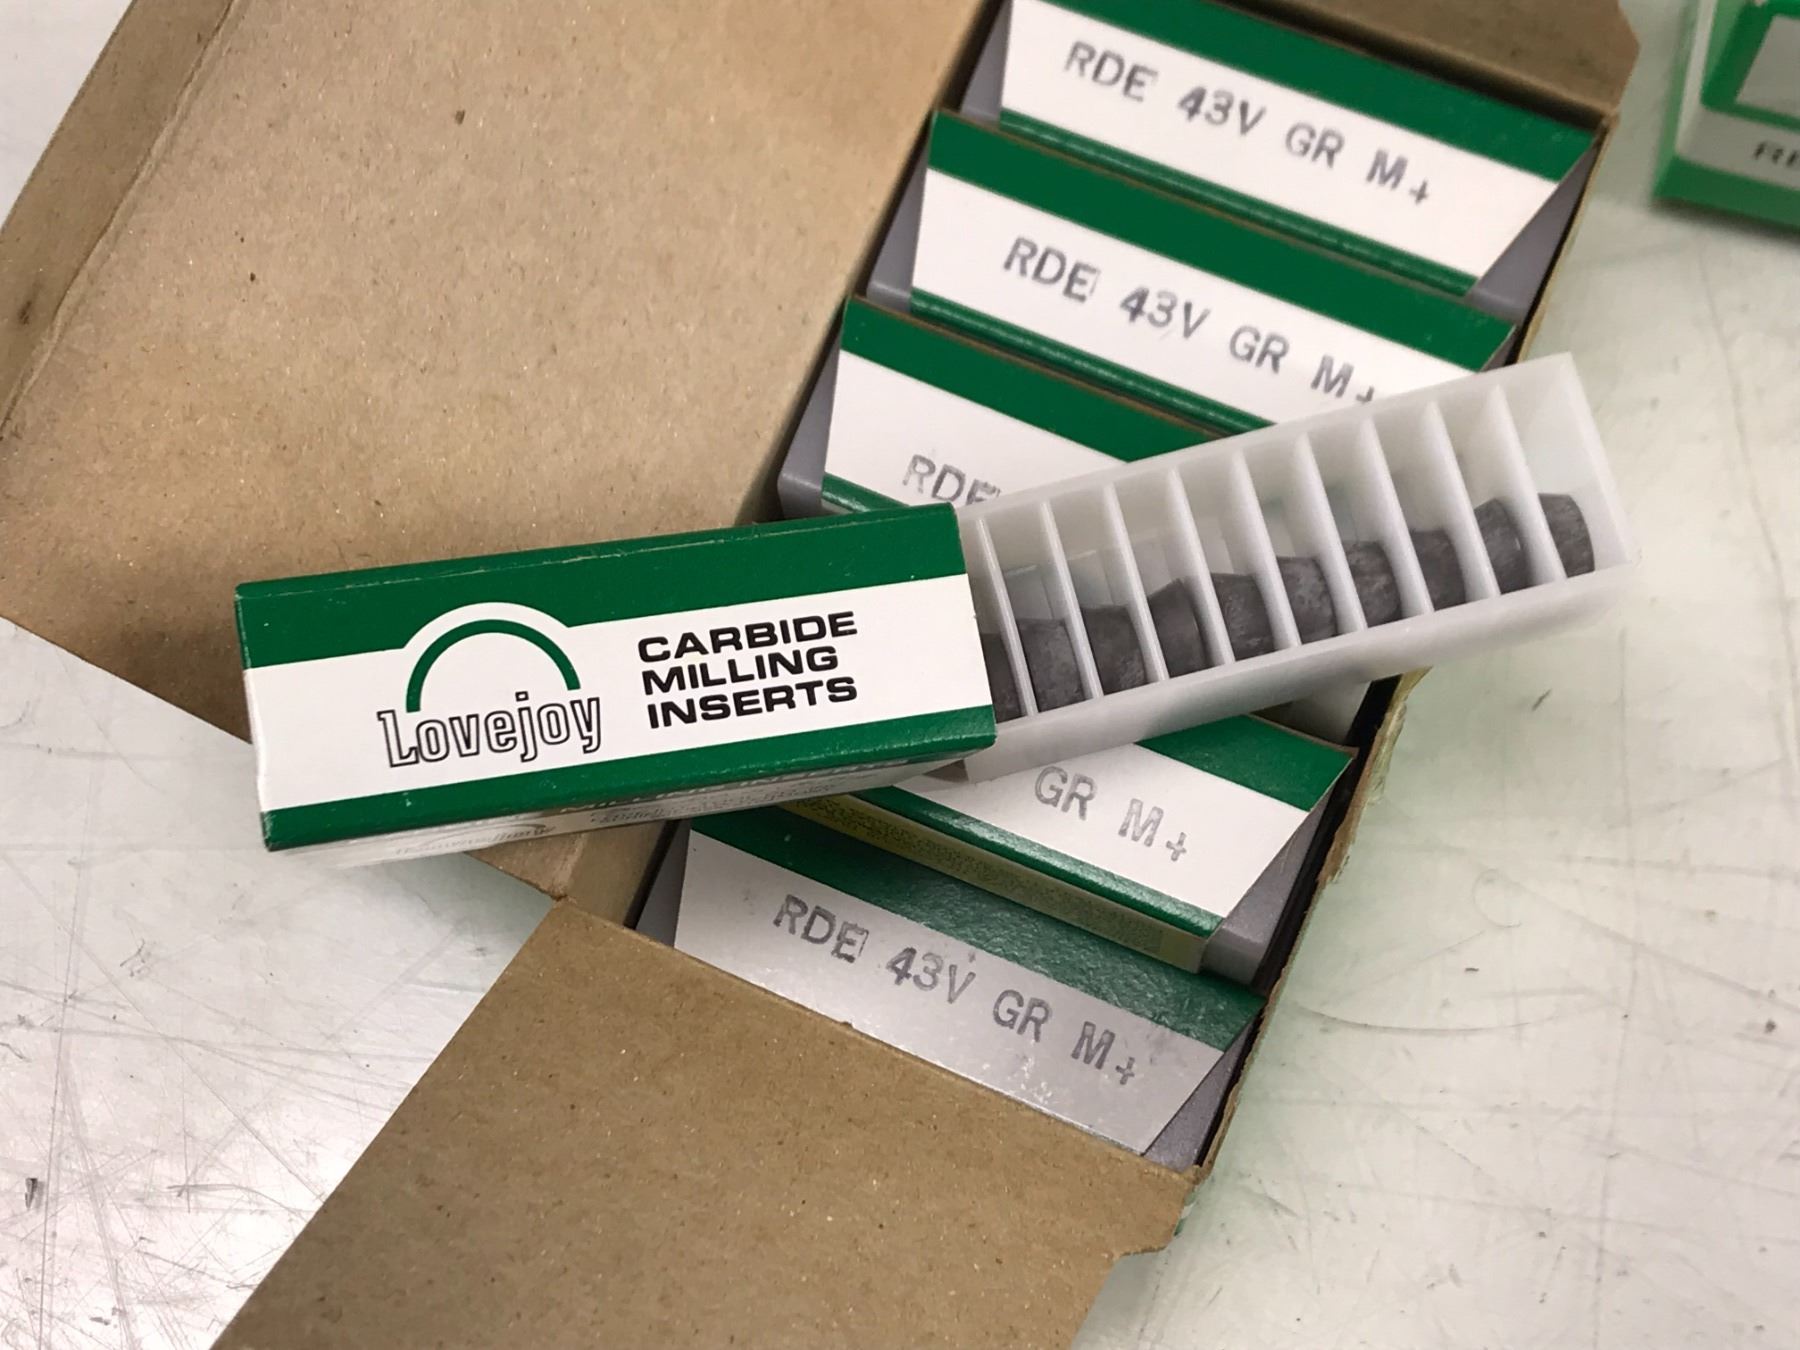 RDE 43V GR M+
RDE 43V GR M+
RDE
Lovejoy
CARBIDE
MILLING
INSERTS
GR M+
RDE 43V GR M+